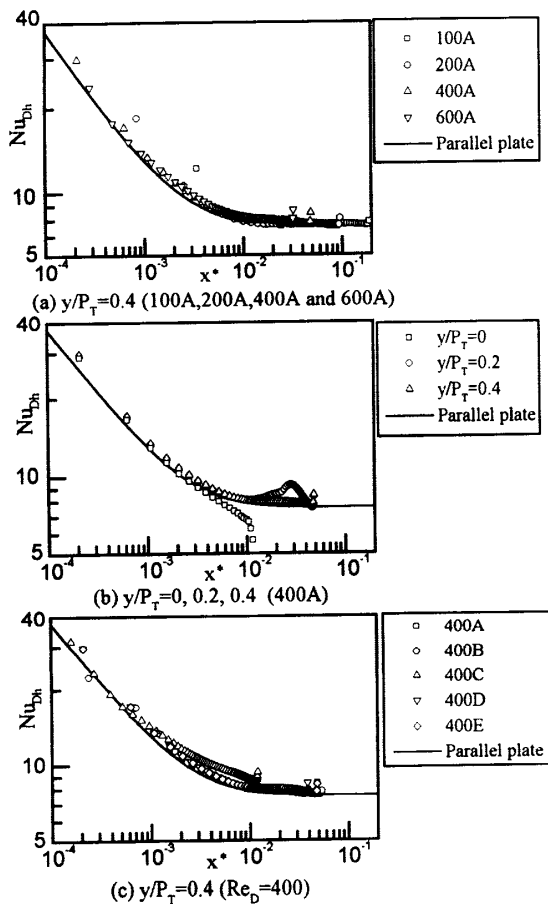 40
Nu_Dh
10
5
10^-4 10^-3 10^-2 10^-1
x*
100A
200A
400A
600A
Parallel plate
(a) y/P_T=0.4 (100A,200A,400A and 600A)
40
Nu_Dh
10
5
10^-4 10^-3 10^-2 10^-1
x*
y/P_T=0
y/P_T=0.2
y/P_T=0.4
Parallel plate
(b) y/P_T=0, 0.2, 0.4 (400A)
40
Nu_Dh
10
5
10^-4 10^-3 10^-2 10^-1
x*
400A
400B
400C
400D
400E
Parallel plate
(c) y/P_T=0.4 (Re_D=400)